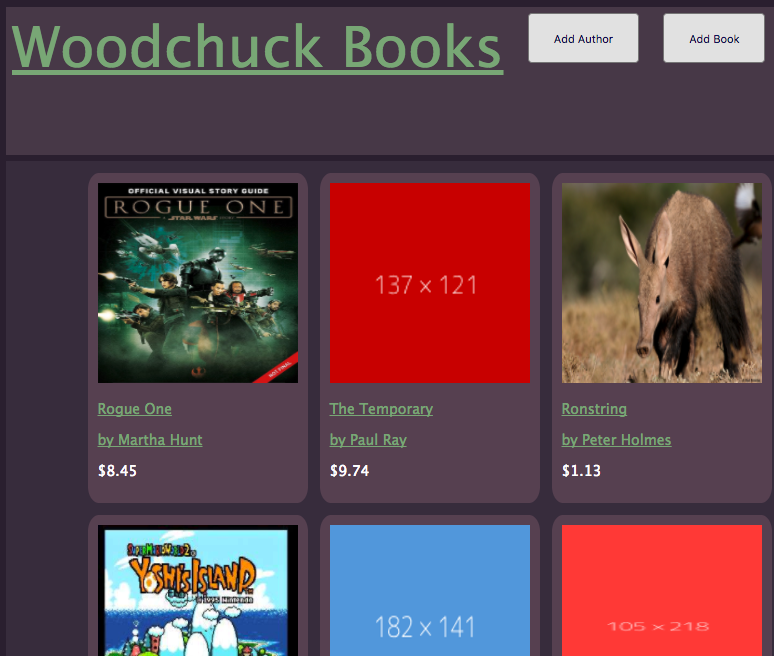 Woodchuck Books
Add Author
Add Book
OFFICIAL VISUAL STORY GUIDE
ROGUE ONE
A STAR WARS STORY
NOT FINAL
137 × 121
Rogue One
by Martha Hunt
$8.45
The Temporary
by Paul Ray
$9.74
Ronstring
by Peter Holmes
$1.13
SUPER MARIO WORLD 2
YOSHI'S ISLAND
©1995 Nintendo
182 × 141
105 × 218